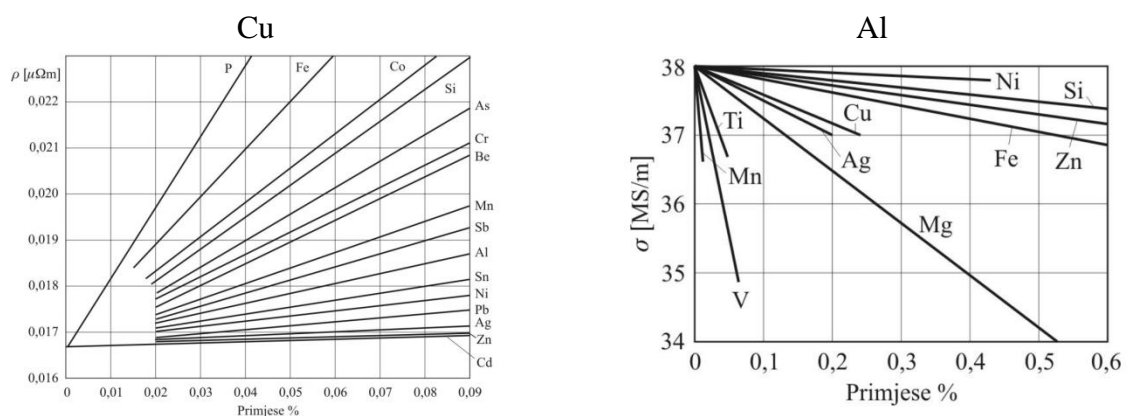 Cu
ρ [μΩm]
0,022
0,021
0,020
0,019
0,018
0,017
0,016
P
Fe
Co
Si
As
Cr
Be
Mn
Sb
Al
Sn
Ni
Pb
Ag
Zn
Cd
0 0,01 0,02 0,03 0,04 0,05 0,06 0,07 0,08 0,09
Primjese %
Al
σ [MS/m]
38
37
36
35
34
Ni
Si
Ti
Cu
Ag
Mn
Fe
Zn
Mg
V
0 0,1 0,2 0,3 0,4 0,5 0,6
Primjese %